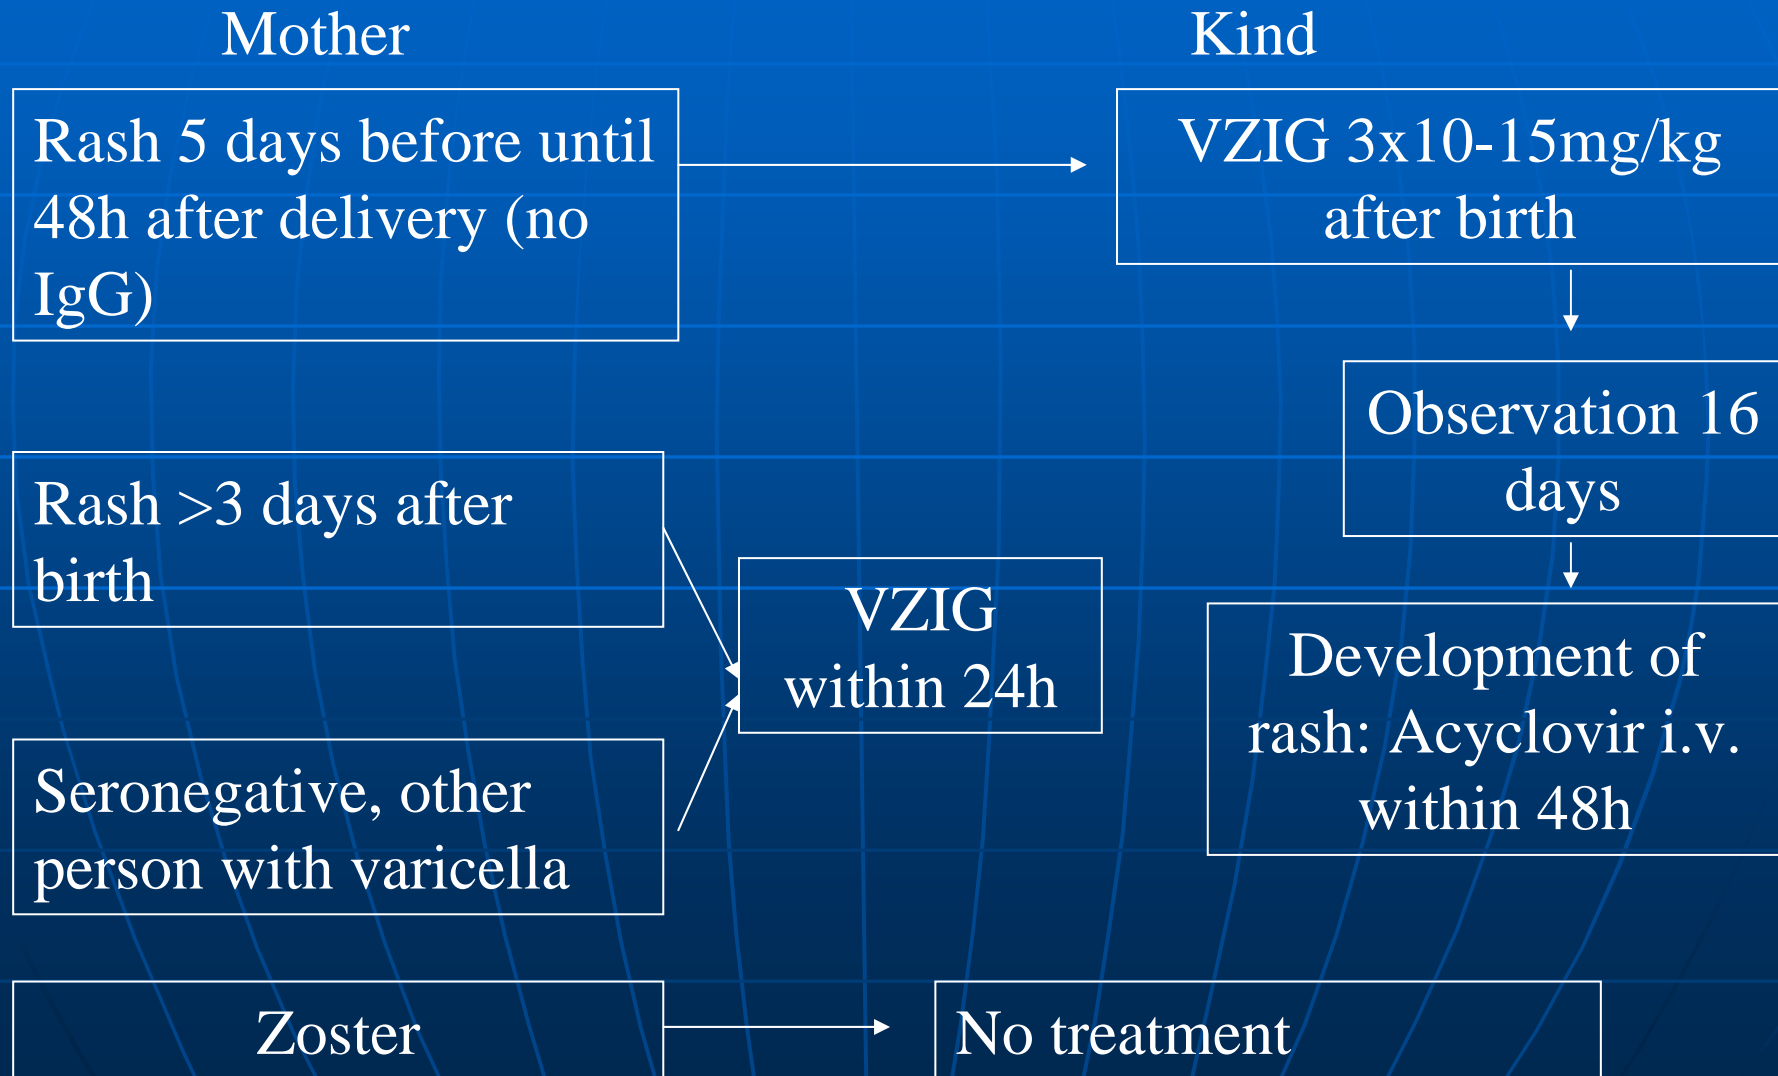 Mother
Kind
Rash 5 days before until
48h after delivery (no
IgG)
VZIG 3x10-15mg/kg
after birth
Observation 16
days
Rash >3 days after
birth
VZIG
within 24h
Development of
rash: Acyclovir i.v.
within 48h
Seronegative, other
person with varicella
Zoster
No treatment